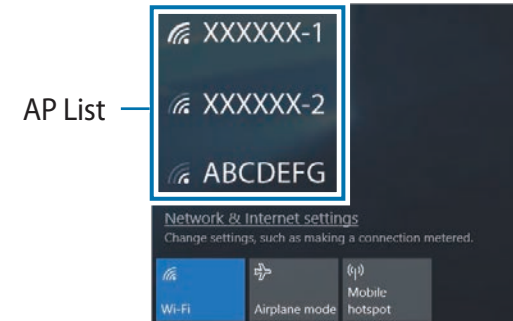 XXXXXX-1
AP List
XXXXXX-2
ABCDEFG
Network & Internet settings
Change settings, such as making a connection metered.
Wi-Fi
Airplane mode
Mobile
hotspot